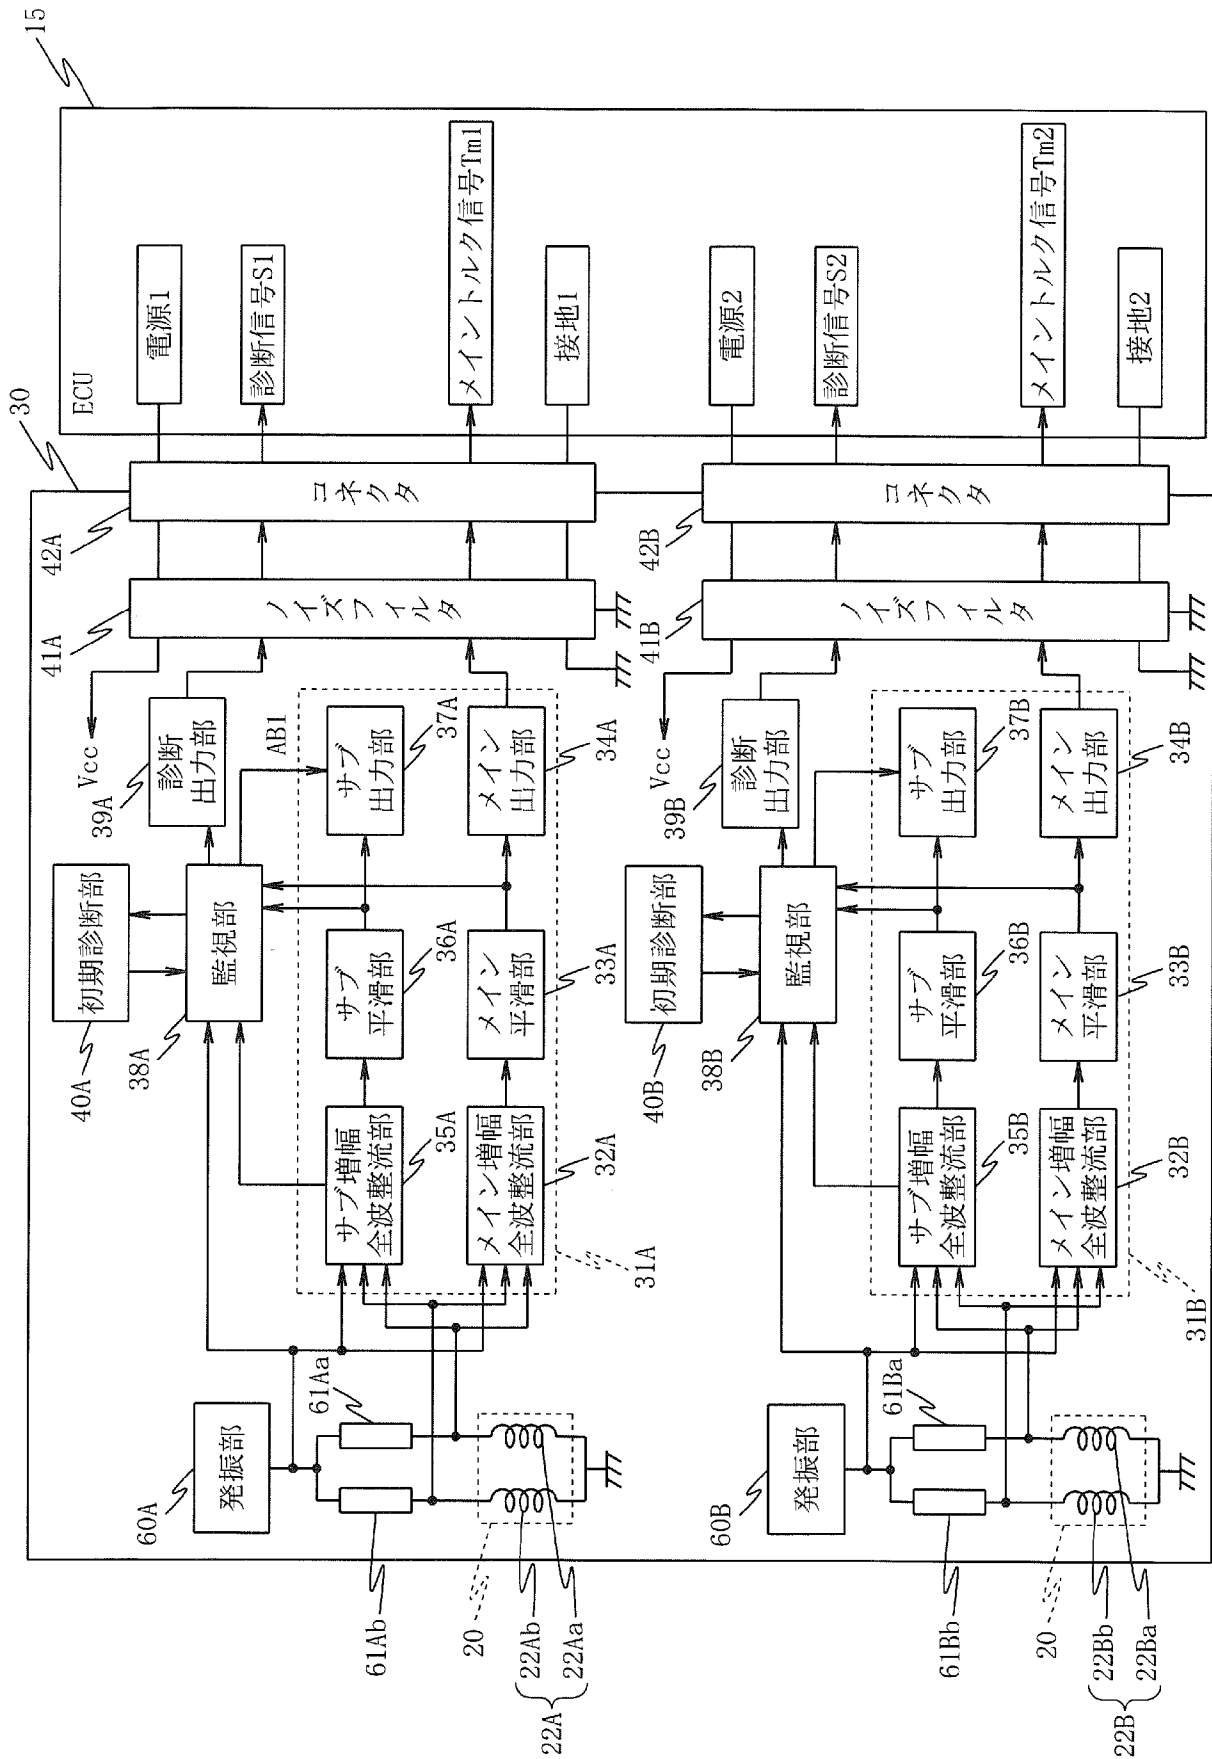 15
30
ECU
電源1
診断信号S1
メイントルク信号Tm1
接地1
電源2
診断信号S2
メイントルク信号Tm2
接地2
42A
コネクタ
42B
コネクタ
41A
ノイズフィルタ
41B
ノイズフィルタ
Vcc
39A
診断
出力部
AB1
サブ
出力部
37A
メイン
出力部
34A
Vcc
39B
診断
出力部
サブ
出力部
37B
メイン
出力部
34B
40A
初期診断部
38A
監視部
サブ
平滑部
36A
メイン
平滑部
33A
40B
初期診断部
38B
監視部
サブ
平滑部
36B
メイン
平滑部
33B
サブ増幅
全波整流部
35A
メイン増幅
全波整流部
32A
31A
サブ増幅
全波整流部
35B
メイン増幅
全波整流部
32B
31B
60A
発振部
61Aa
61Ab
20
22Ab
22Aa
22A
60B
発振部
61Ba
61Bb
20
22Bb
22Ba
22B